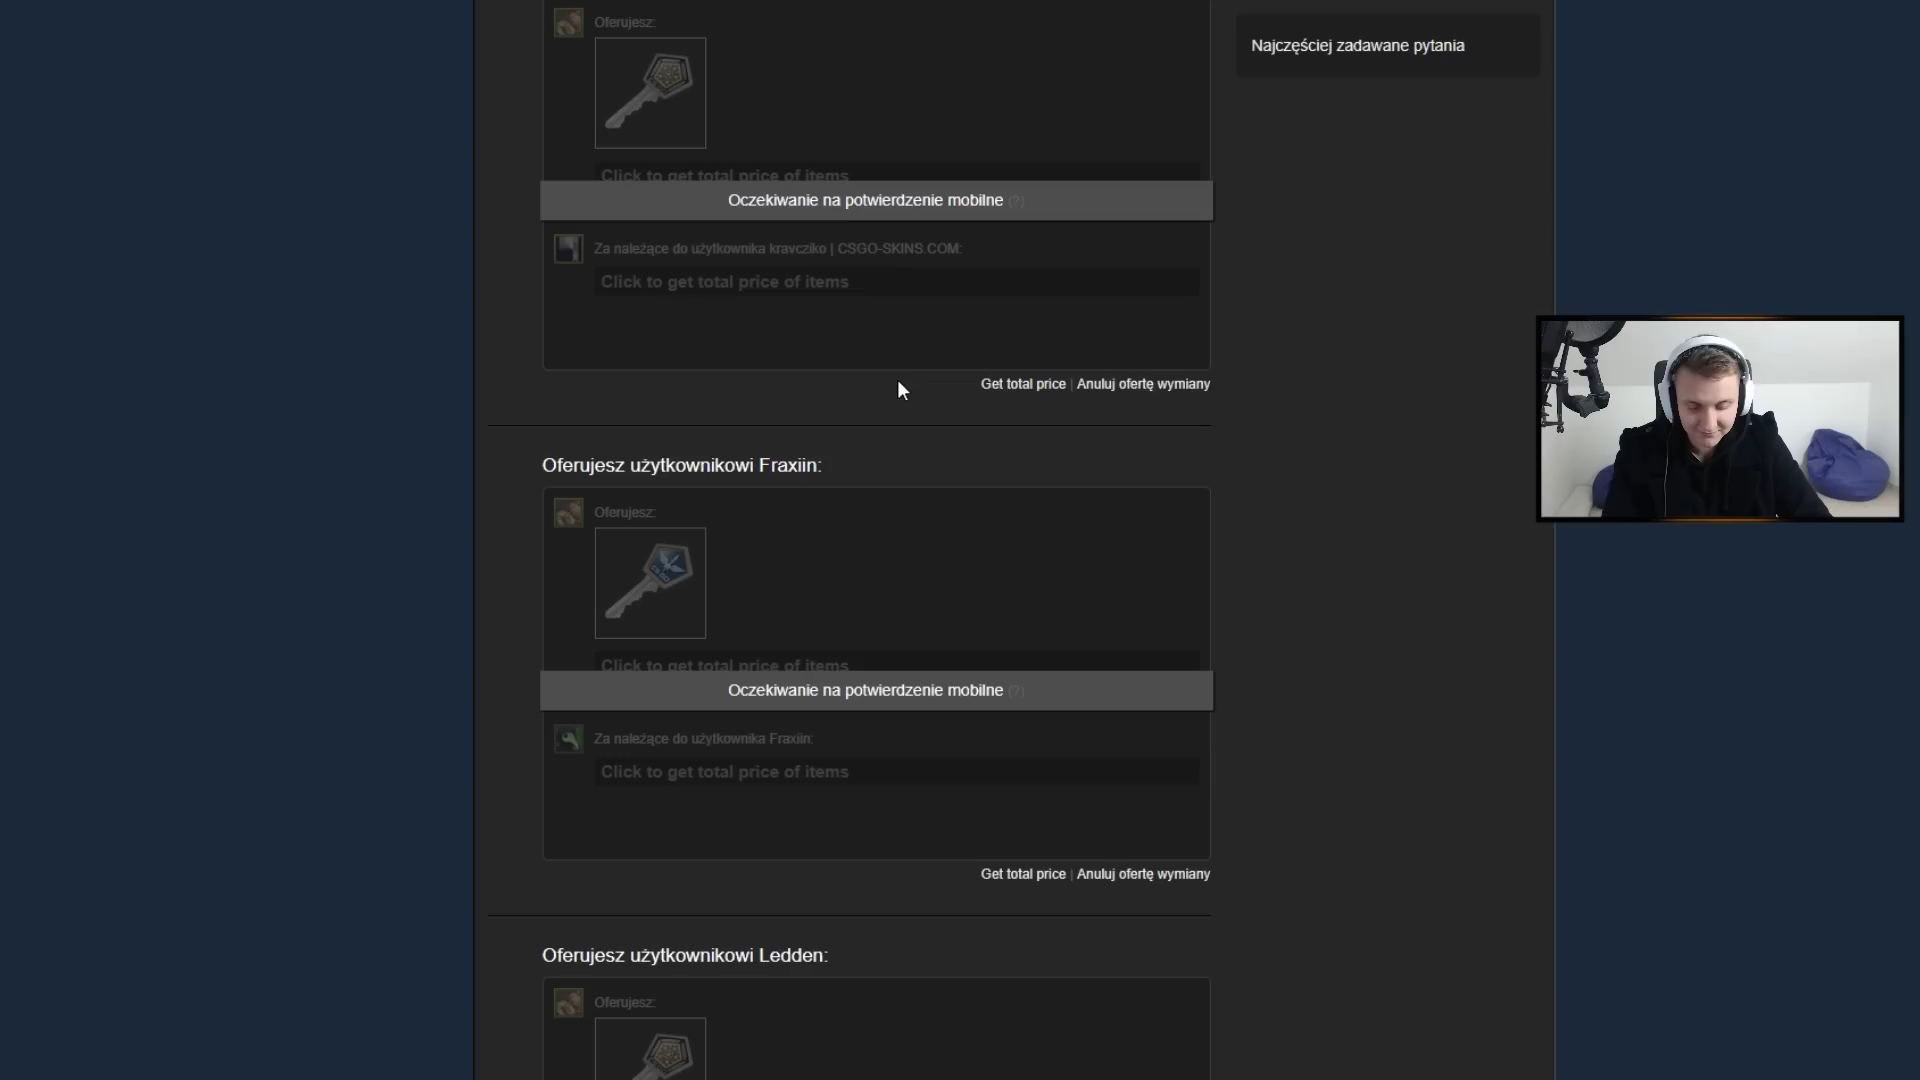 Oferujesz:
Najczęściej zadawane pytania
Click to get total price of items
Oczekiwanie na potwierdzenie mobilne (?)
Za należące do użytkownika kravcziko | CSGO-SKINS.COM:
Click to get total price of items
Get total price | Anuluj ofertę wymiany
Oferujesz użytkownikowi Fraxiin:
Oferujesz:
Click to get total price of items
Oczekiwanie na potwierdzenie mobilne (?)
Za należące do użytkownika Fraxiin:
Click to get total price of items
Get total price | Anuluj ofertę wymiany
Oferujesz użytkownikowi Ledden:
Oferujesz: